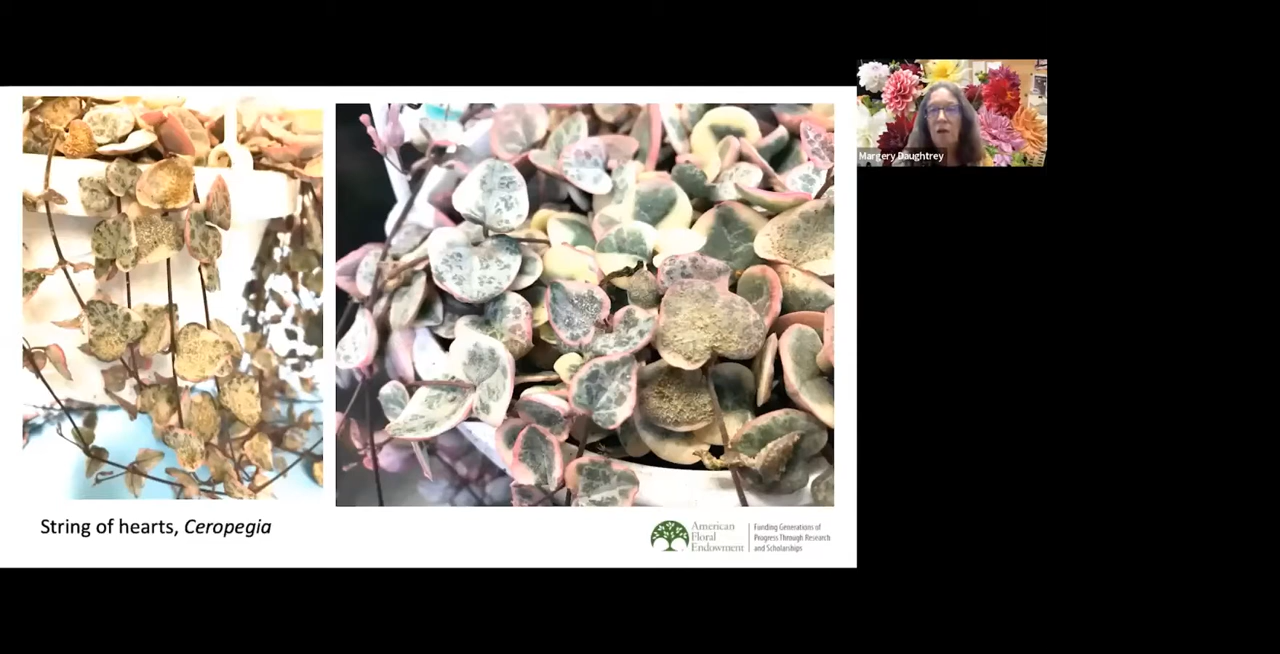 Margery Daughtrey
String of hearts, Ceropegia
American
Floral
Endowment
Funding Generations of
Progress Through Research
and Scholarships